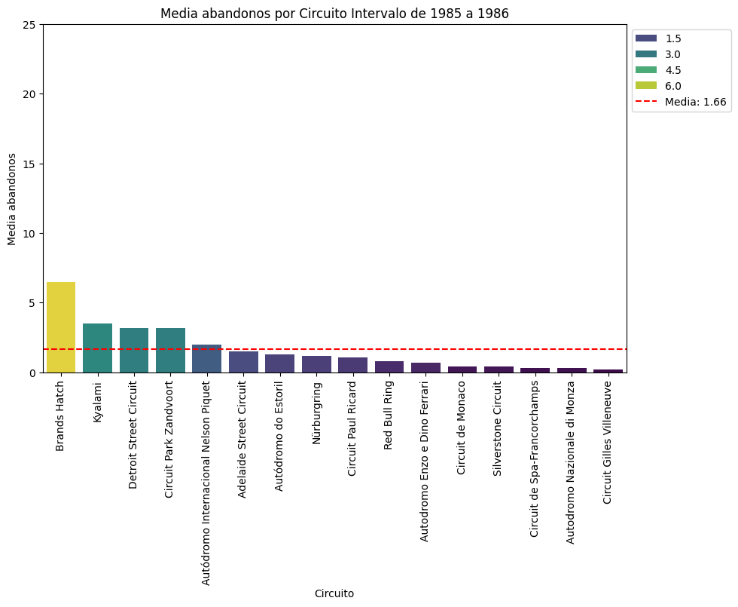 Media abandonos por Circuito Intervalo de 1985 a 1986
25
20
15
10
5
0
Media abandonos
1.5
3.0
4.5
6.0
Media: 1.66
Brands Hatch
Kyalami
Detroit Street Circuit
Circuit Park Zandvoort
Autódromo Internacional Nelson Piquet
Adelaide Street Circuit
Autódromo do Estoril
Nürburgring
Circuit Paul Ricard
Red Bull Ring
Autodromo Enzo e Dino Ferrari
Circuit de Monaco
Silverstone Circuit
Circuit de Spa-Francorchamps
Autodromo Nazionale di Monza
Circuit Gilles Villeneuve
Circuito